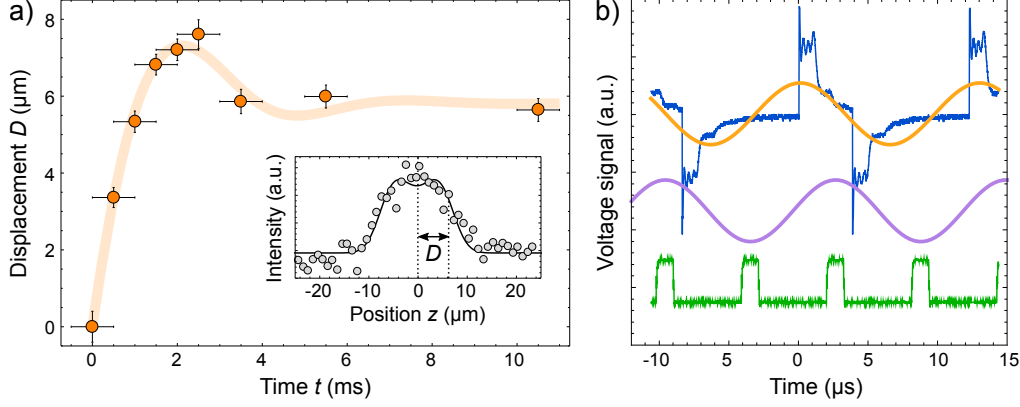 a)
Displacement D (μm)
8
6
4
2
0
0 2 4 6 8 10
Time t (ms)
Intensity (a.u.)
D
-20 -10 0 10 20
Position z (μm)
b)
Voltage signal (a.u.)
-10 -5 0 5 10 15
Time (μs)